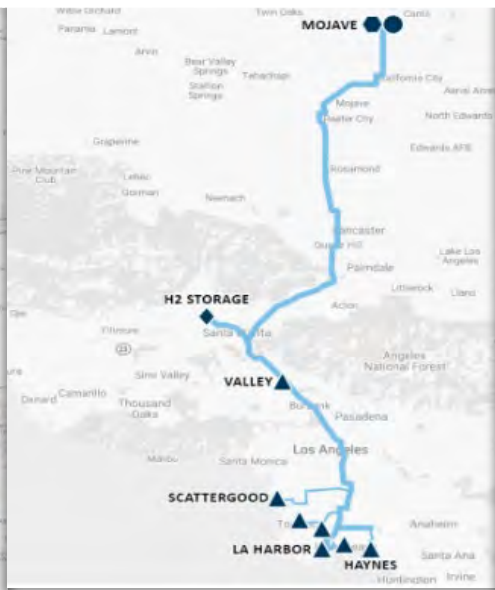 Twin Oaks
MOJAVE
Panama
Lamont
Arvin
Bear Valley
Springs
Tehachapi
Stallion
Springs
California City
Mojave
North Edwards
Edwards AFB
Grapevine
Pine Mountain
Club
Lebec
Gorman
Neenach
Rosamond
Lancaster
Quartz Hill
Palmdale
Lake Los
Angeles
Littlerock
Llano
Acton
H2 STORAGE
Santa Clarita
Fillmore
23
Simi Valley
VALLEY
Angeles
National Forest
Camarillo
Thousand
Oaks
Burbank
Pasadena
Los Angeles
Malibu
Santa Monica
SCATTERGOOD
Anaheim
LA HARBOR
HAYNES
Santa Ana
Huntington
Irvine